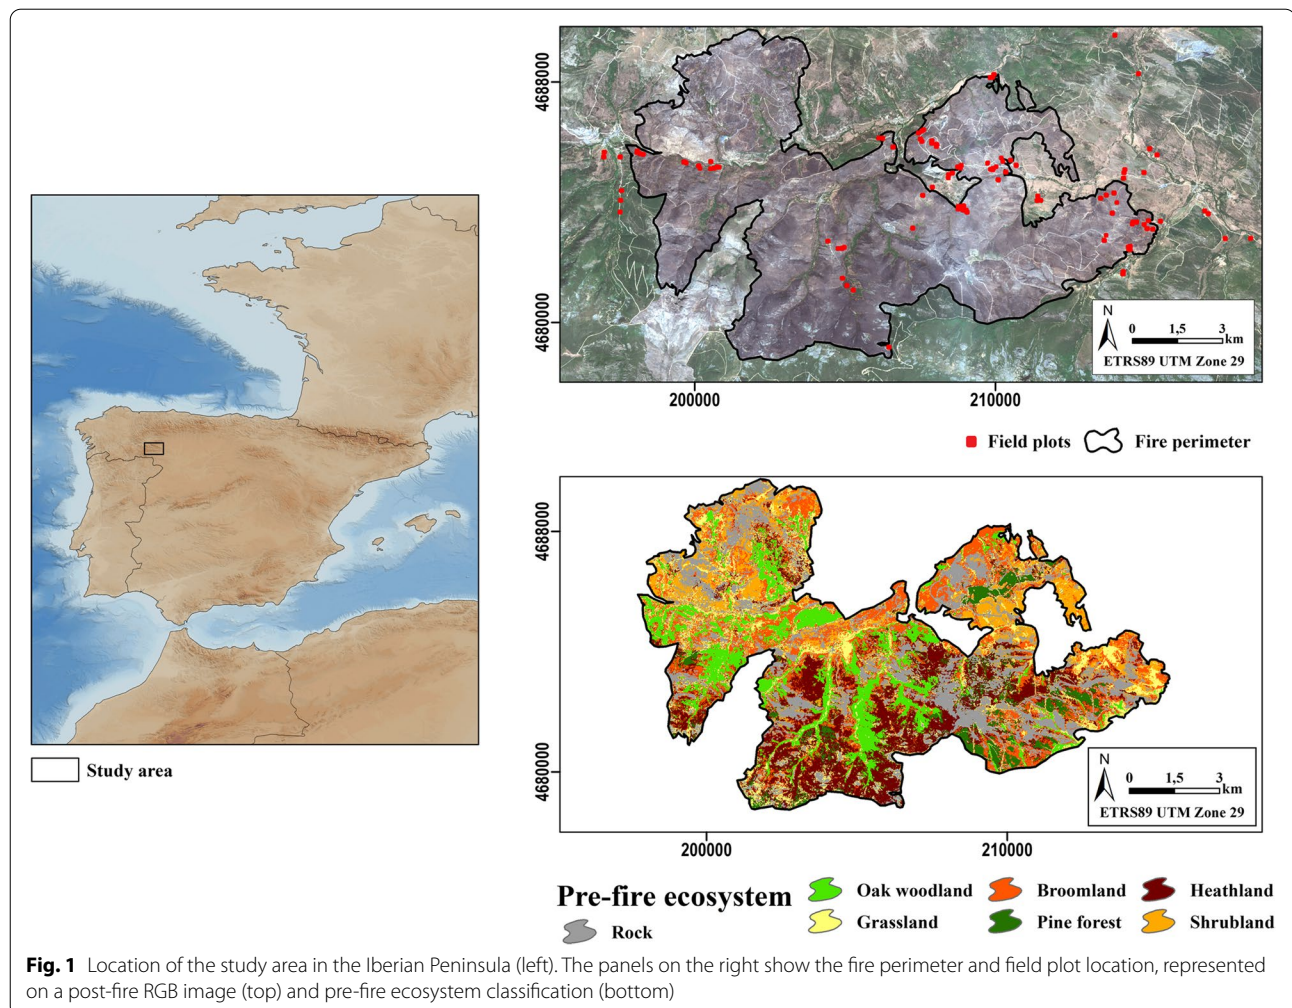 4688000
4680000
N
0 1,5 3
km
ETRS89 UTM Zone 29
200000 210000
Field plots Fire perimeter
Study area
4688000
4680000
N
0 1,5 3
km
ETRS89 UTM Zone 29
200000 210000
Pre-fire ecosystem
Rock
Oak woodland Broomland Heathland
Grassland Pine forest Shrubland
Fig. 1 Location of the study area in the Iberian Peninsula (left). The panels on the right show the fire perimeter and field plot location, represented
on a post-fire RGB image (top) and pre-fire ecosystem classification (bottom)